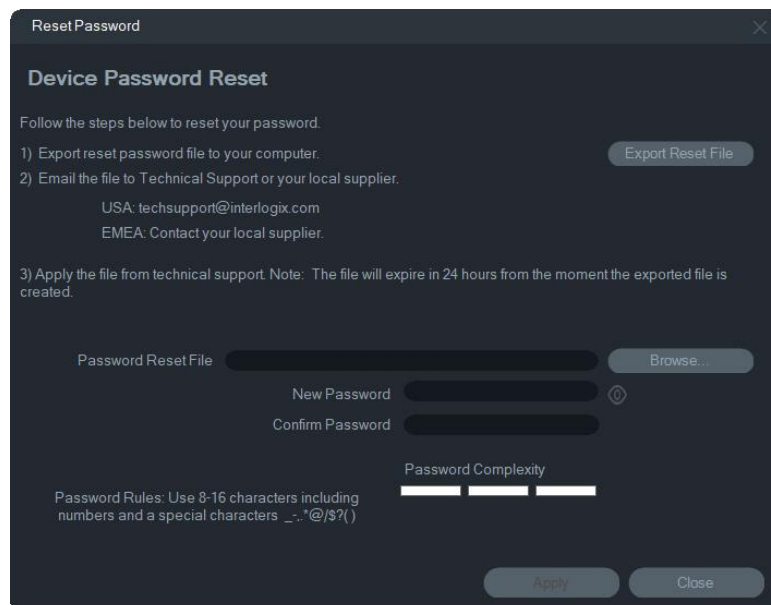 Reset Password
Device Password Reset
Follow the steps below to reset your password.
1) Export reset password file to your computer.
Export Reset File
2) Email the file to Technical Support or your local supplier.
USA: techsupport@interlogix.com
EMEA: Contact your local supplier.
3) Apply the file from technical support. Note: The file will expire in 24 hours from the moment the exported file is
created.
Password Reset File
Browse...
New Password
Confirm Password
Password Complexity
Password Rules: Use 8-16 characters including
numbers and a special characters _-,.*@/$?( )
Apply
Close